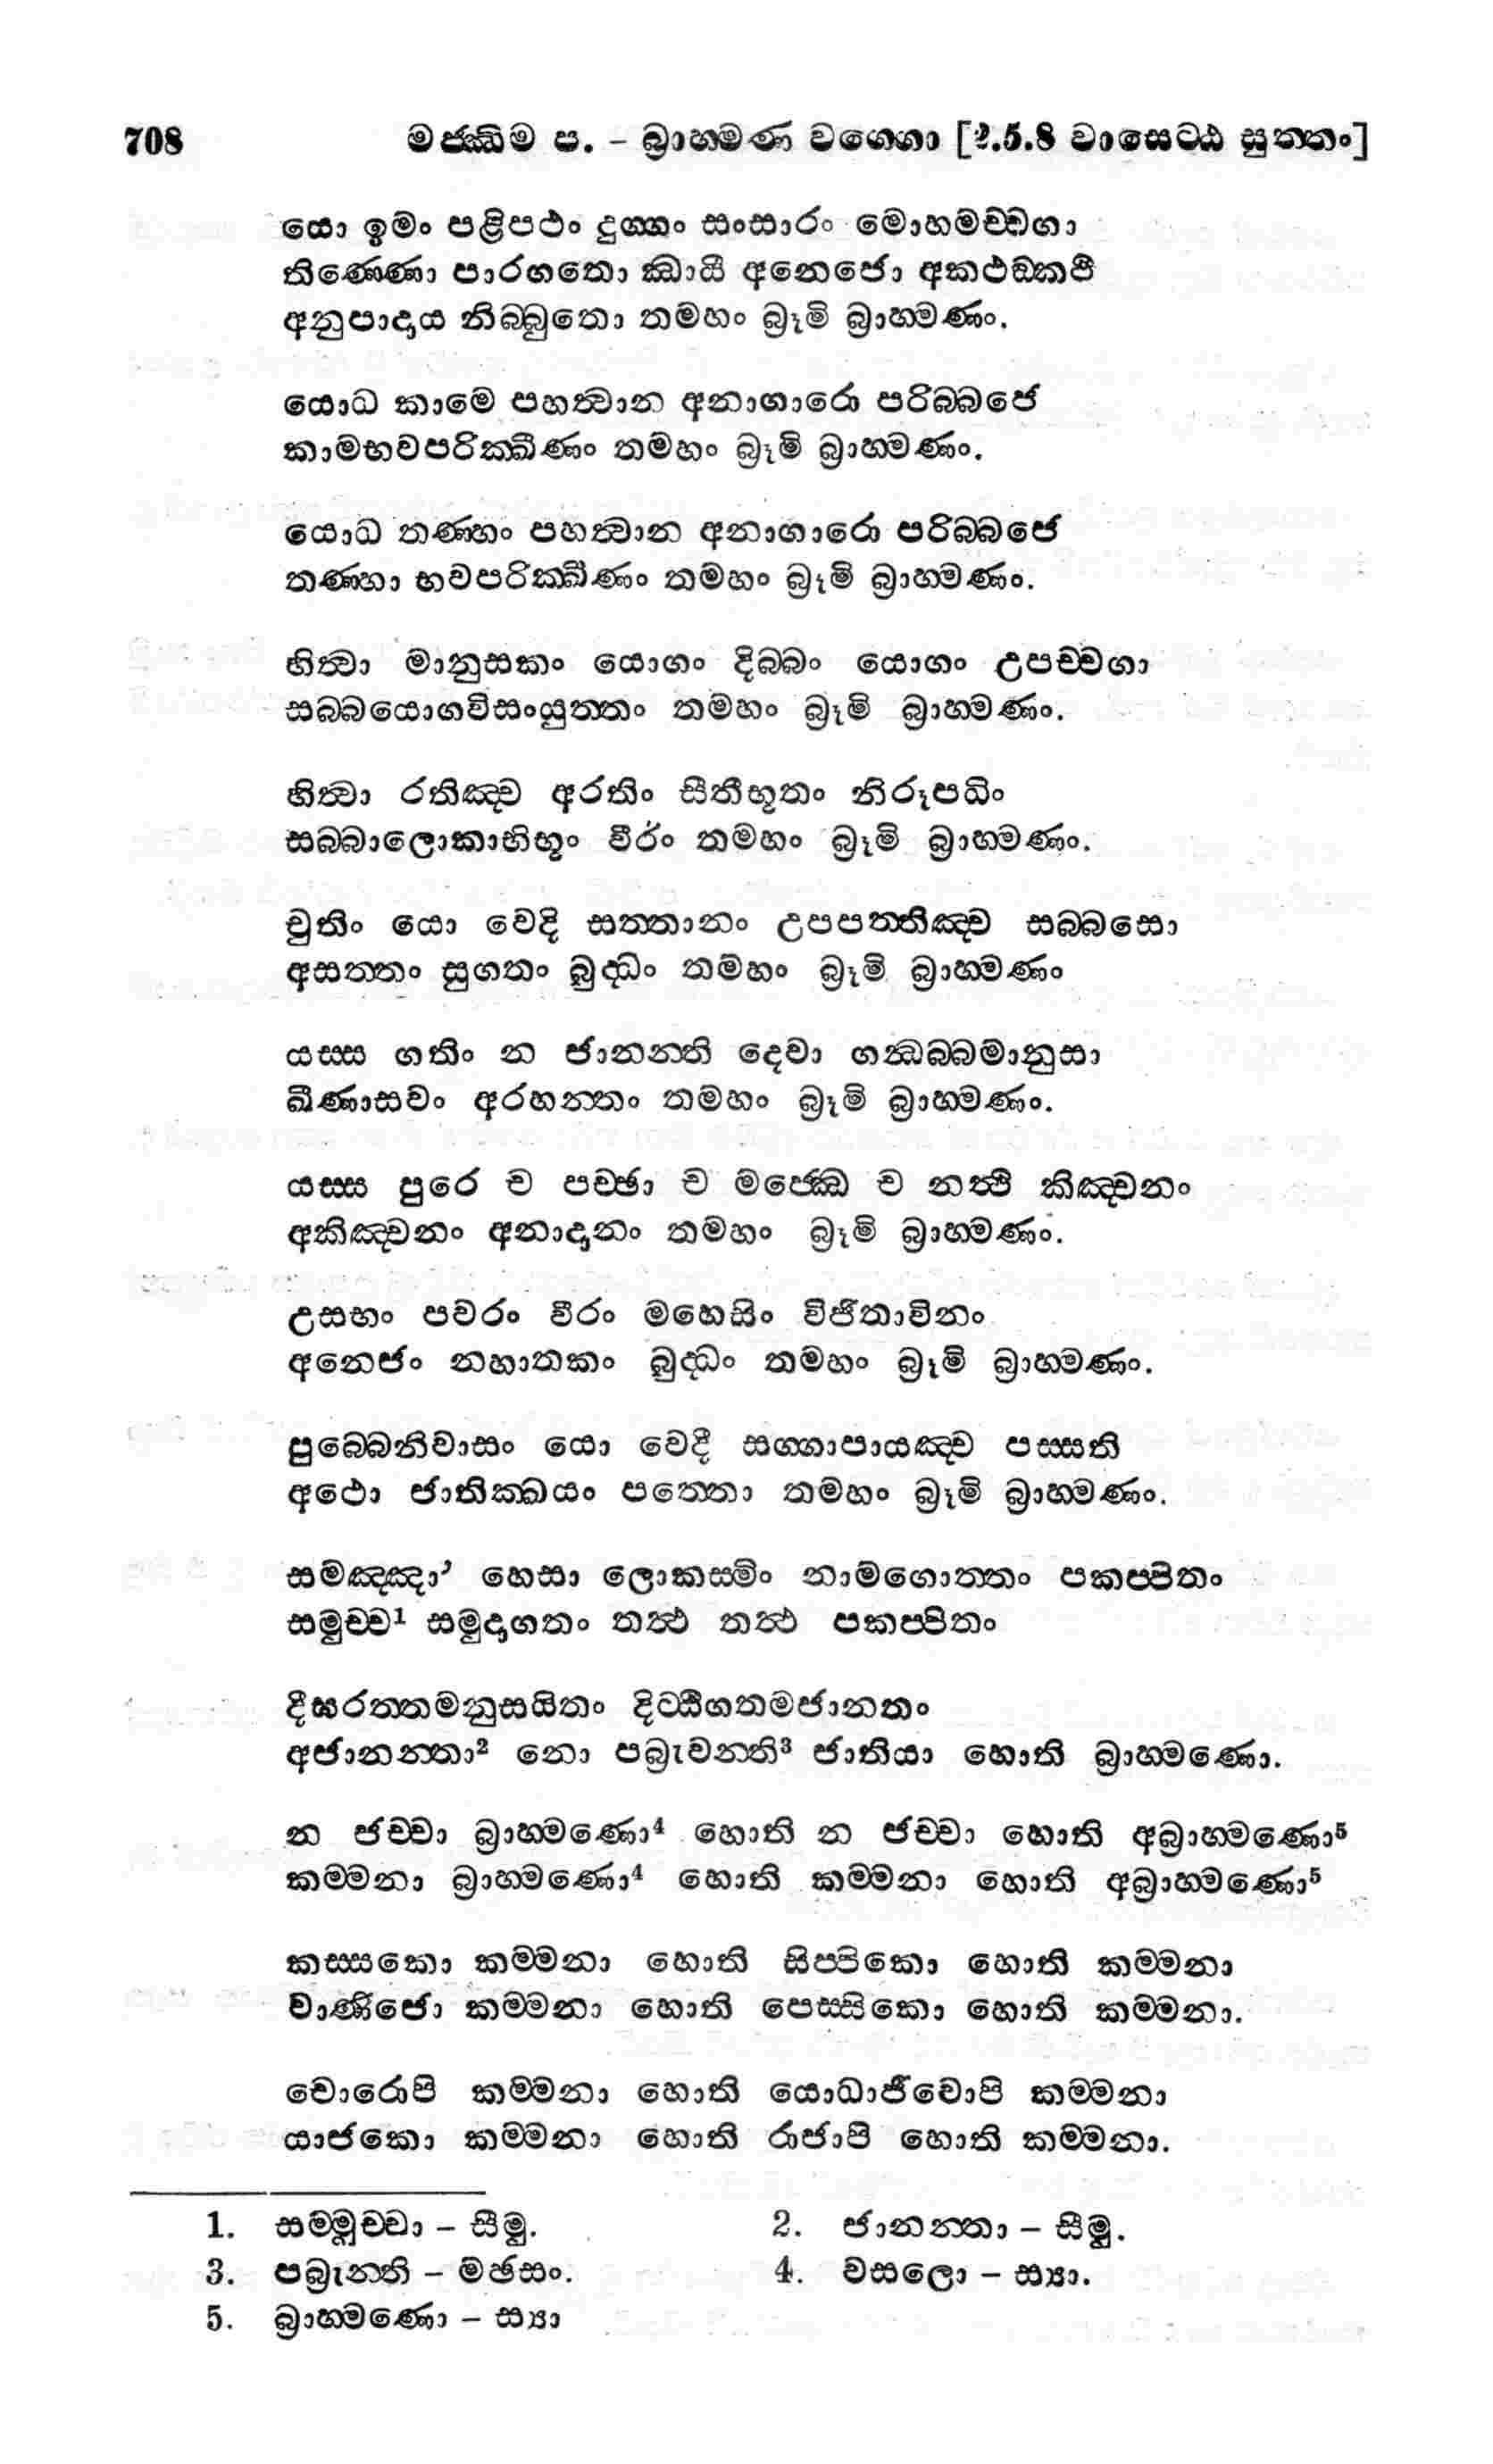 708 මජ්ඣිම ප. – බ්‍රාහ්මණ වග්ගො [2.5.8 වාසෙට්ඨ සුත්තං]
යො ඉමං පළිපථං දුග්ගං සංසාරං මොහමච්චගා
තිණ්ණො පාරගතො ඣායී අනෙජො අකථඞ්කථී
අනුපාදාය නිබ්බුතො තමහං බ්‍රූමි බ්‍රාහ්මණං.
යොධ කාමෙ පහත්වාන අනාගාරො පරිබ්බජෙ
කාමභවපරික්ඛීණං තමහං බ්‍රූමි බ්‍රාහ්මණං.
යොධ තණ්හං පහත්වාන අනාගාරො පරිබ්බජෙ
තණ්හා භවපරික්ඛීණං තමහං බ්‍රූමි බ්‍රාහ්මණං.
හිත්වා මානුසකං යොගං දිබ්බං යොගං උපච්චගා
සබ්බයොගවිසංයුත්තං තමහං බ්‍රූමි බ්‍රාහ්මණං.
හිත්වා රතිඤ්ච අරතිං සීතීභූතං නිරූපධිං
සබ්බාලොකාභිභූං වීරං තමහං බ්‍රූමි බ්‍රාහ්මණං.
චුතිං යො වෙදි සත්තානං උපපත්තිඤ්ච සබ්බසො
අසත්තං සුගතං බුද්ධං තමහං බ්‍රූමි බ්‍රාහ්මණං
යස්ස ගතිං න ජානන්ති දෙවා ගන්ධබ්බමානුසා
ඛීණාසවං අරහන්තං තමහං බ්‍රූමි බ්‍රාහ්මණං.
යස්ස පුරෙ ච පච්ඡා ච මජ්ඣෙ ච නත්ථි කිඤ්චනං
අකිඤ්චනං අනාදානං තමහං බ්‍රූමි බ්‍රාහ්මණං.
උසභං පවරං වීරං මහෙසිං විජිතාවිනං
අනෙජං නහාතකං බුද්ධං තමහං බ්‍රූමි බ්‍රාහ්මණං.
පුබ්බෙනිවාසං යො වෙදී සග්ගාපායඤ්ච පස්සති
අථො ජාතික්ඛයං පත්තො තමහං බ්‍රූමි බ්‍රාහ්මණං.
සමඤ්ඤා’ හෙසා ලොකස්මිං නාමගොත්තං පකප්පිතං
සමුච්ච¹ සමුදාගතං තත්ථ තත්ථ පකප්පිතං
දීඝරත්තමනුසයිතං දිට්ඨිගතමජානතං
අජානන්තා² නො පබ්‍රැවන්ති³ ජාතියා හොති බ්‍රාහ්මණො.
න ජච්චා බ්‍රාහ්මණො⁴ හොති න ජච්චා හොති අබ්‍රාහ්මණො⁵
කම්මනා බ්‍රාහ්මණො⁴ හොති කම්මනා හොති අබ්‍රාහ්මණො⁵
කස්සකො කම්මනා හොති සිප්පිකො හොති කම්මනා
වාණිජො කම්මනා හොති පෙස්සිකො හොති කම්මනා.
චොරොපි කම්මනා හොති යොධාජීවොපි කම්මනා
යාජකො කම්මනා හොති රාජාපි හොති කම්මනා.
1. සම්මුච්චා – සීමු. 2. ජානන්තා – සීමු.
3. පබ්‍රූන්ති – මඡසං. 4. වසලො – ස්‍යා.
5. බ්‍රාහ්මණො – ස්‍යා